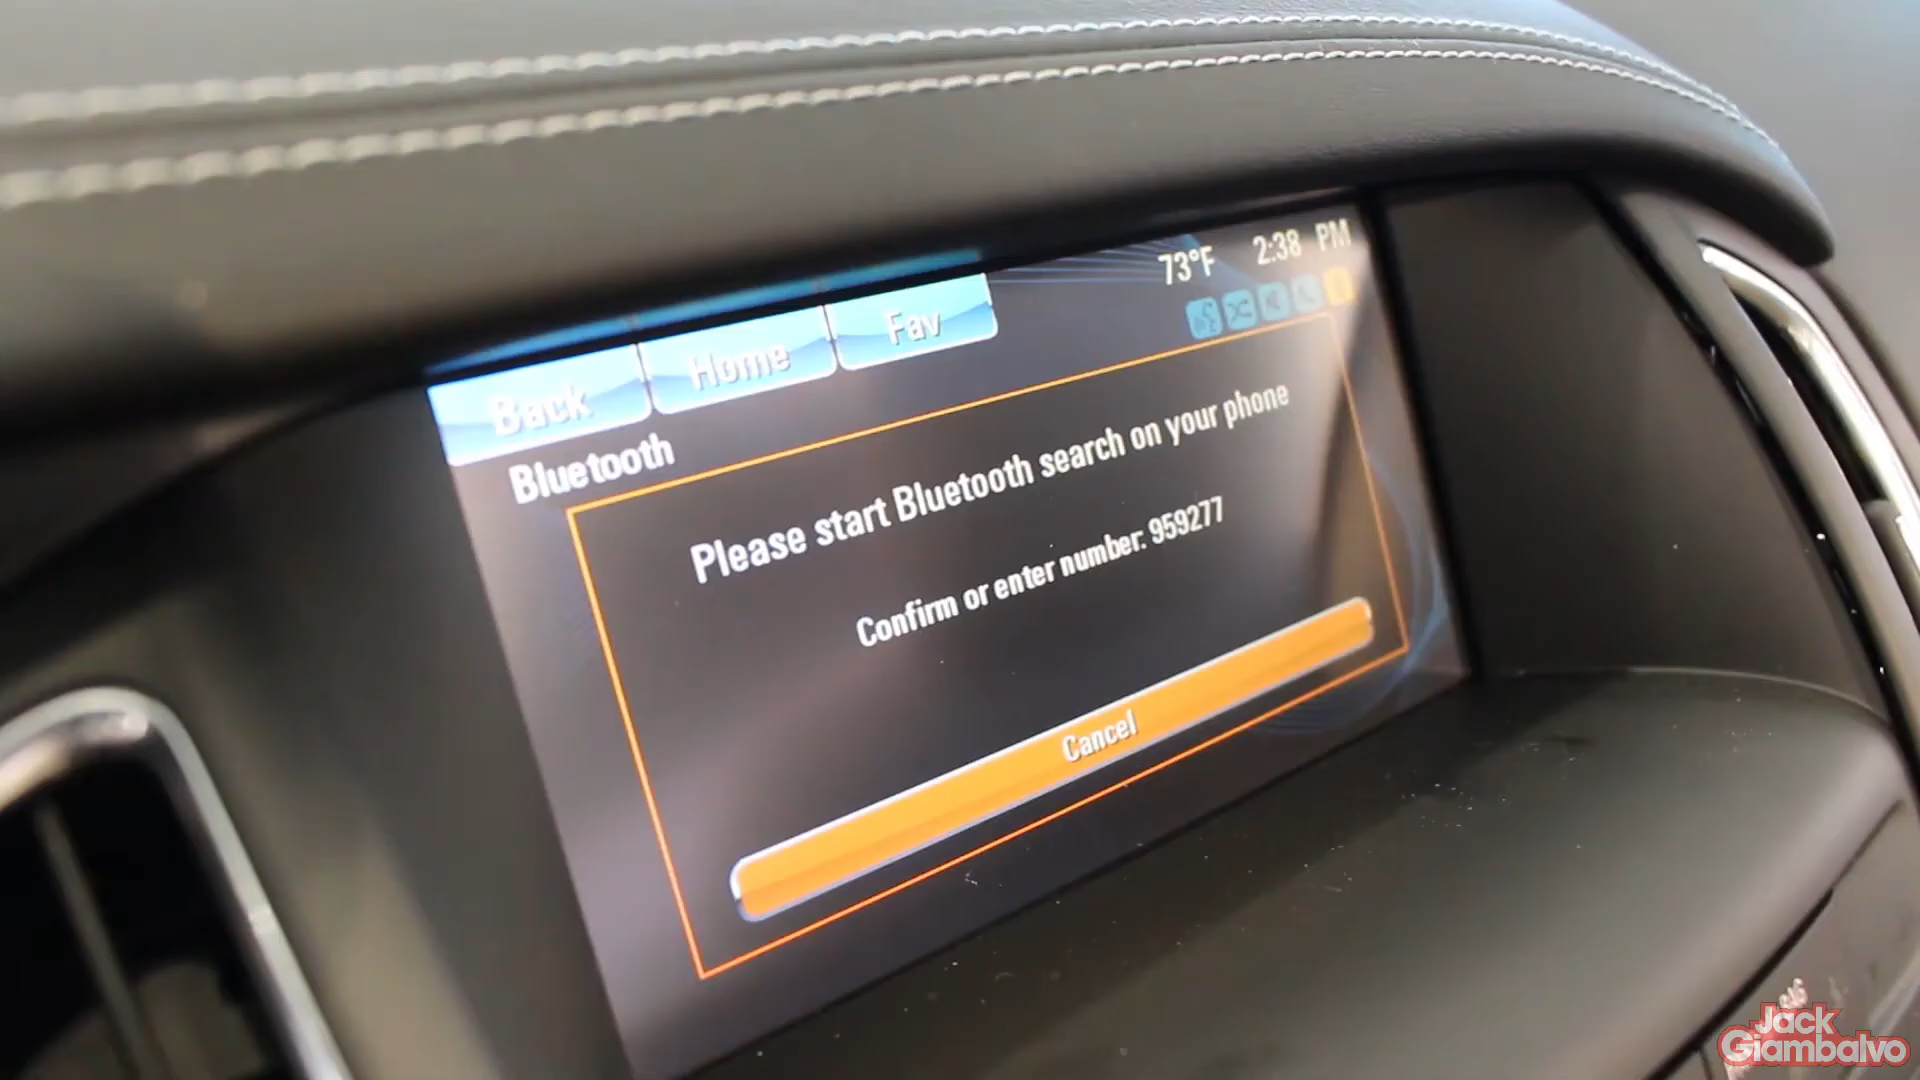 73°F 2:38 PM
Back Home Fav
Bluetooth
Please start Bluetooth search on your phone
Confirm or enter number: 959277
Cancel
Jack
Giambalvo